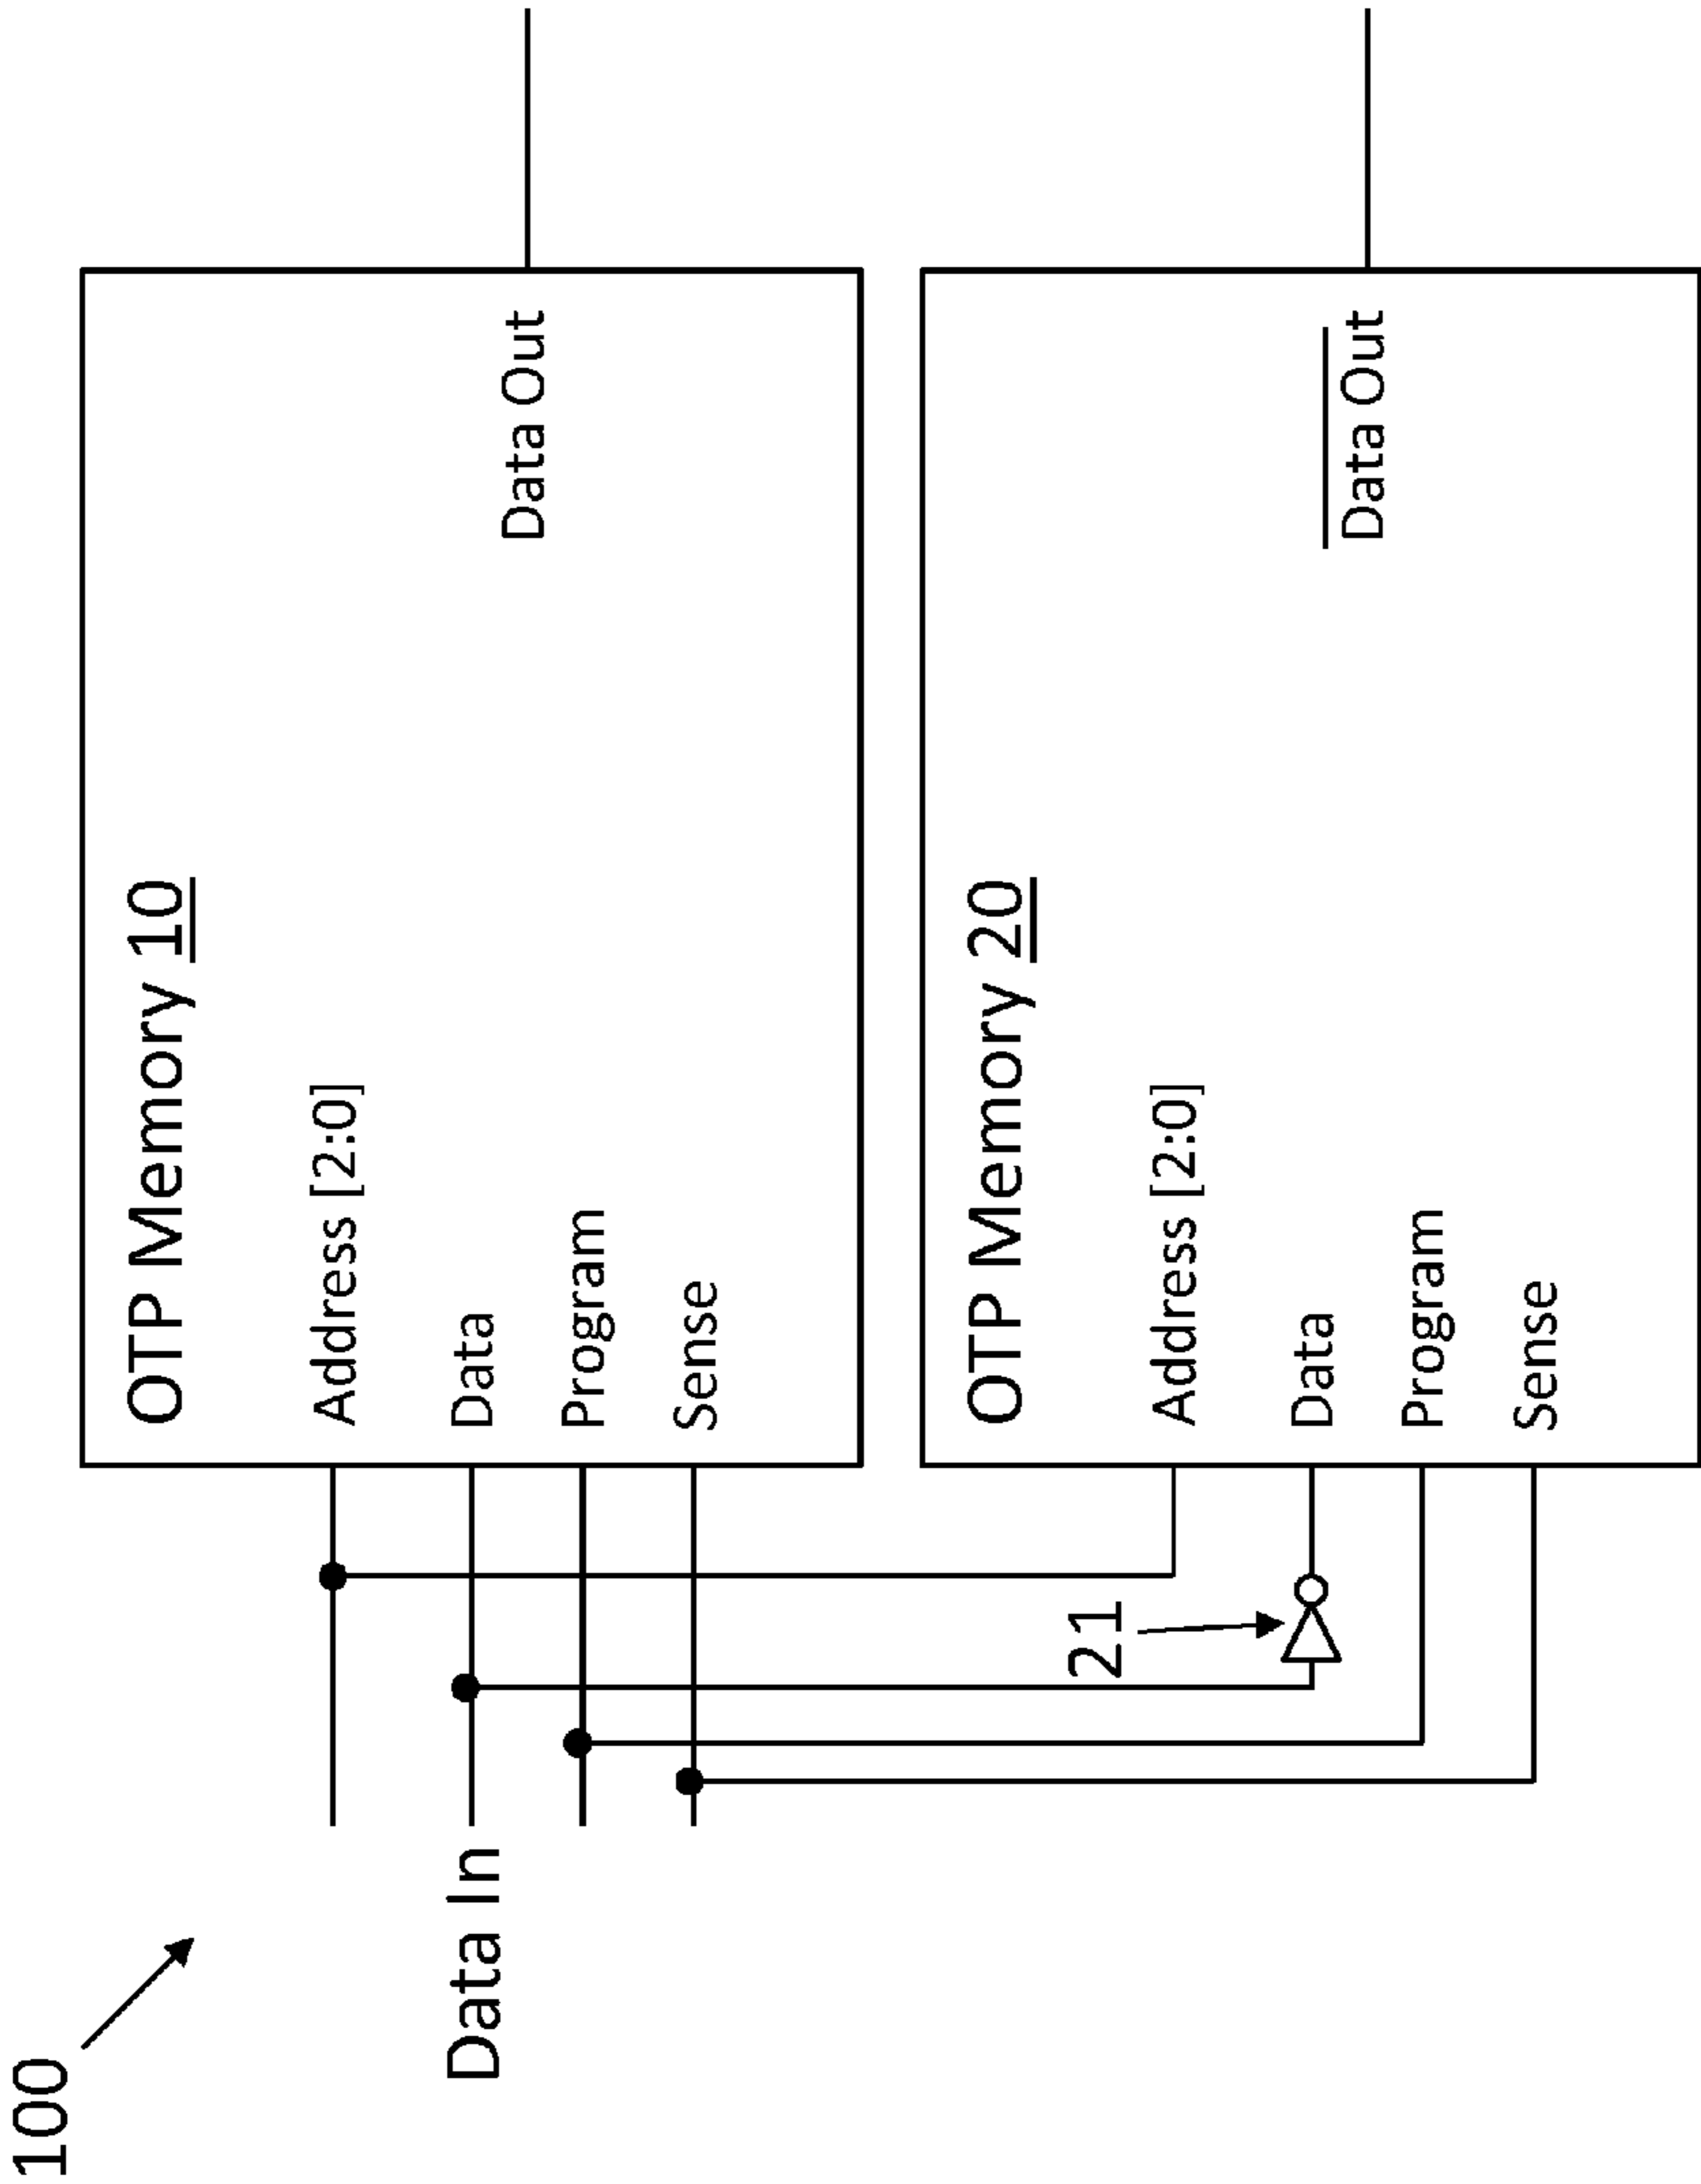 100
OTP Memory 10
Address [2:0]
Data In
Data
Data Out
Program
Sense
OTP Memory 20
Address [2:0]
21
Data
Data Out
Program
Sense